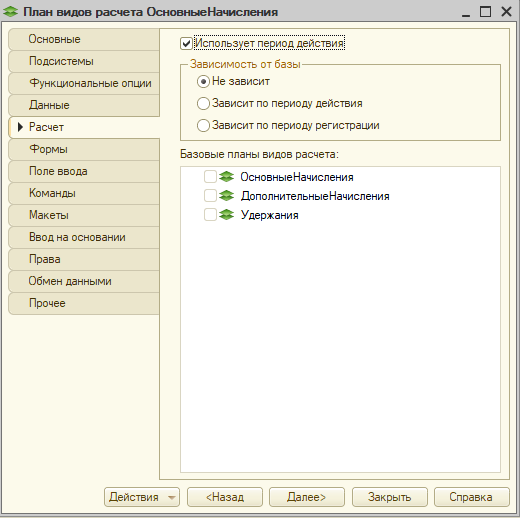 План видов расчета ОсновныеНачисления
Основные
Подсистемы
Функциональные опции
Данные
Расчет
Формы
Поле ввода
Команды
Макеты
Ввод на основании
Права
Обмен данными
Прочее
Использует период действия
Зависимость от базы
Не зависит
Зависит по периоду действия
Зависит по периоду регистрации
Базовые планы видов расчета:
ОсновныеНачисления
ДополнительныеНачисления
Удержания
Действия
<Назад
Далее>
Закрыть
Справка